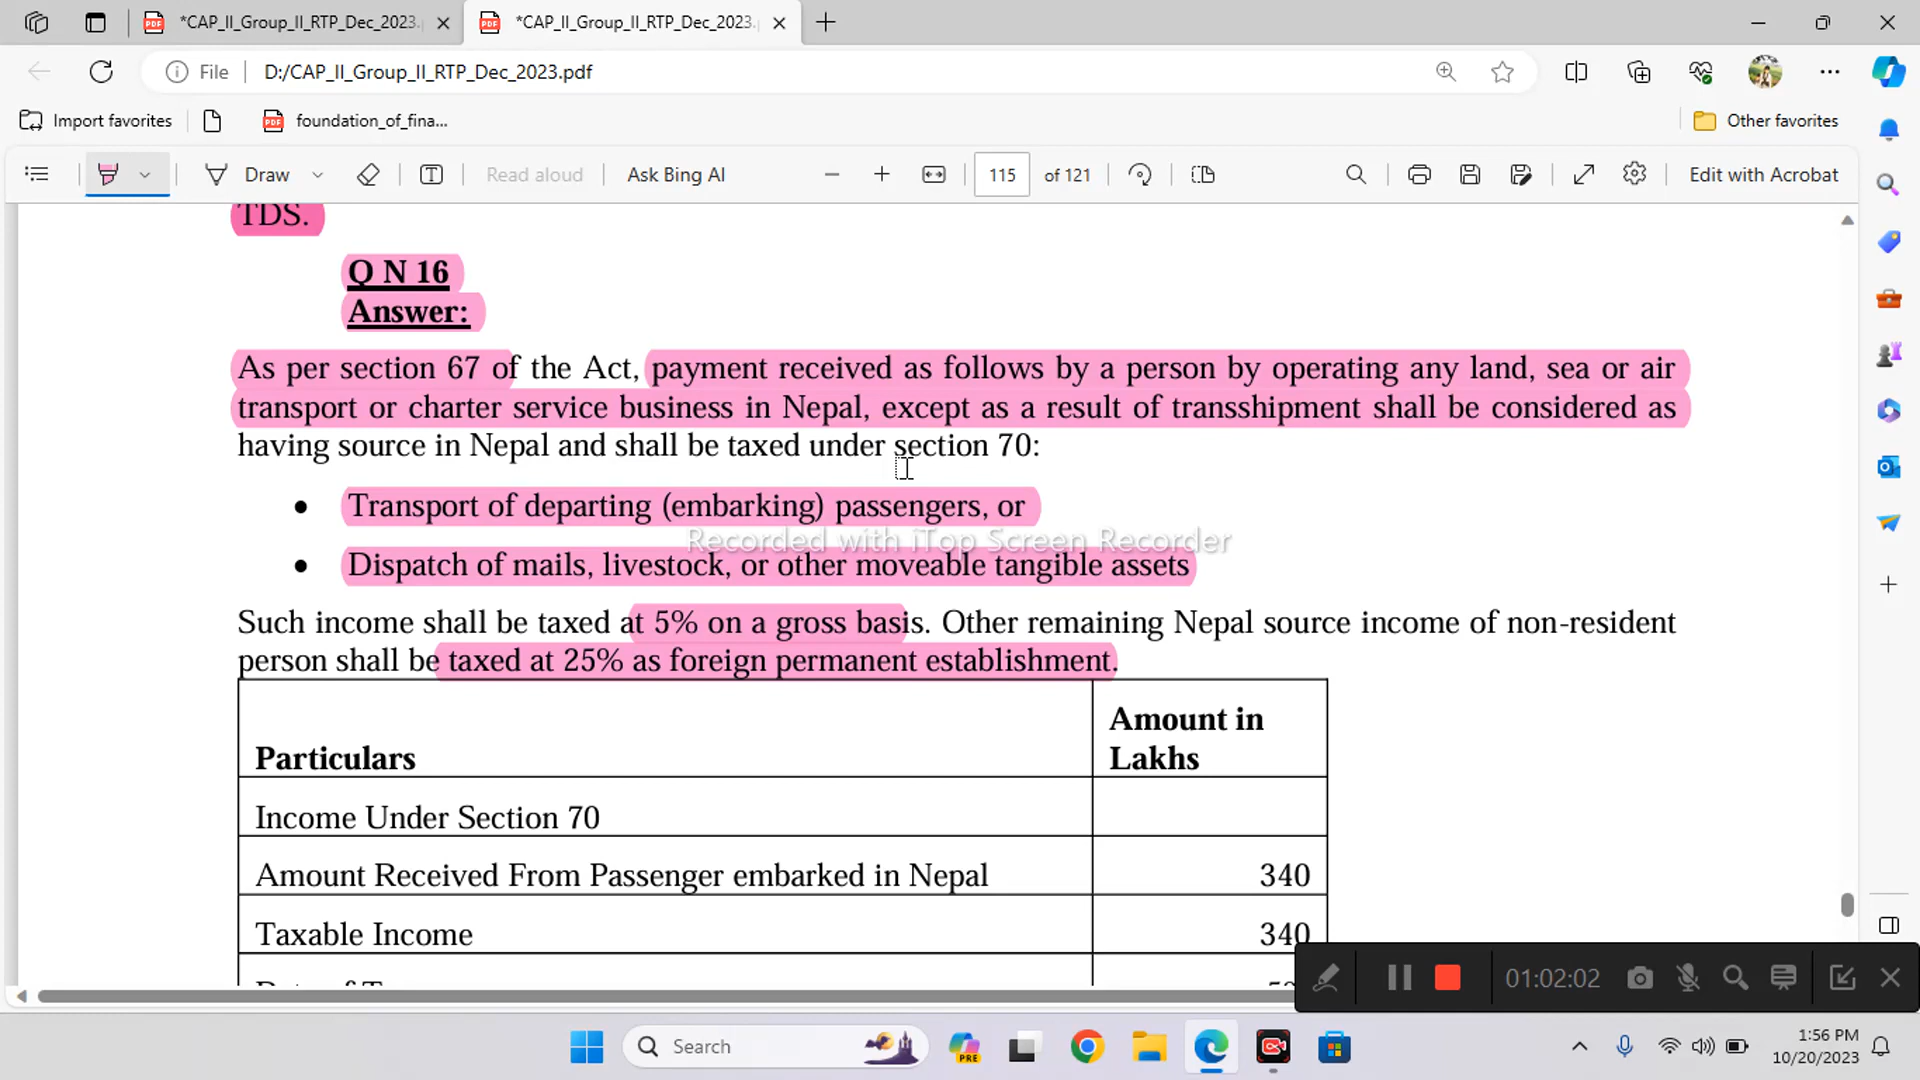 *CAP_II_Group_II_RTP_Dec_2023.
*CAP_II_Group_II_RTP_Dec_2023.
File
D:/CAP_II_Group_II_RTP_Dec_2023.pdf
Import favorites
foundation_of_fina...
Other favorites
Draw
Read aloud
Ask Bing AI
115
of 121
Edit with Acrobat
TDS.
Q N 16
Answer:
As per section 67 of the Act, payment received as follows by a person by operating any land, sea or air
transport or charter service business in Nepal, except as a result of transshipment shall be considered as
having source in Nepal and shall be taxed under section 70:
• Transport of departing (embarking) passengers, or
Recorded with iTop Screen Recorder
• Dispatch of mails, livestock, or other moveable tangible assets
Such income shall be taxed at 5% on a gross basis. Other remaining Nepal source income of non-resident
person shall be taxed at 25% as foreign permanent establishment.
Particulars
Amount in
Lakhs
Income Under Section 70
Amount Received From Passenger embarked in Nepal
340
Taxable Income
340
01:02:02
Search
PRE
1:56 PM
10/20/2023